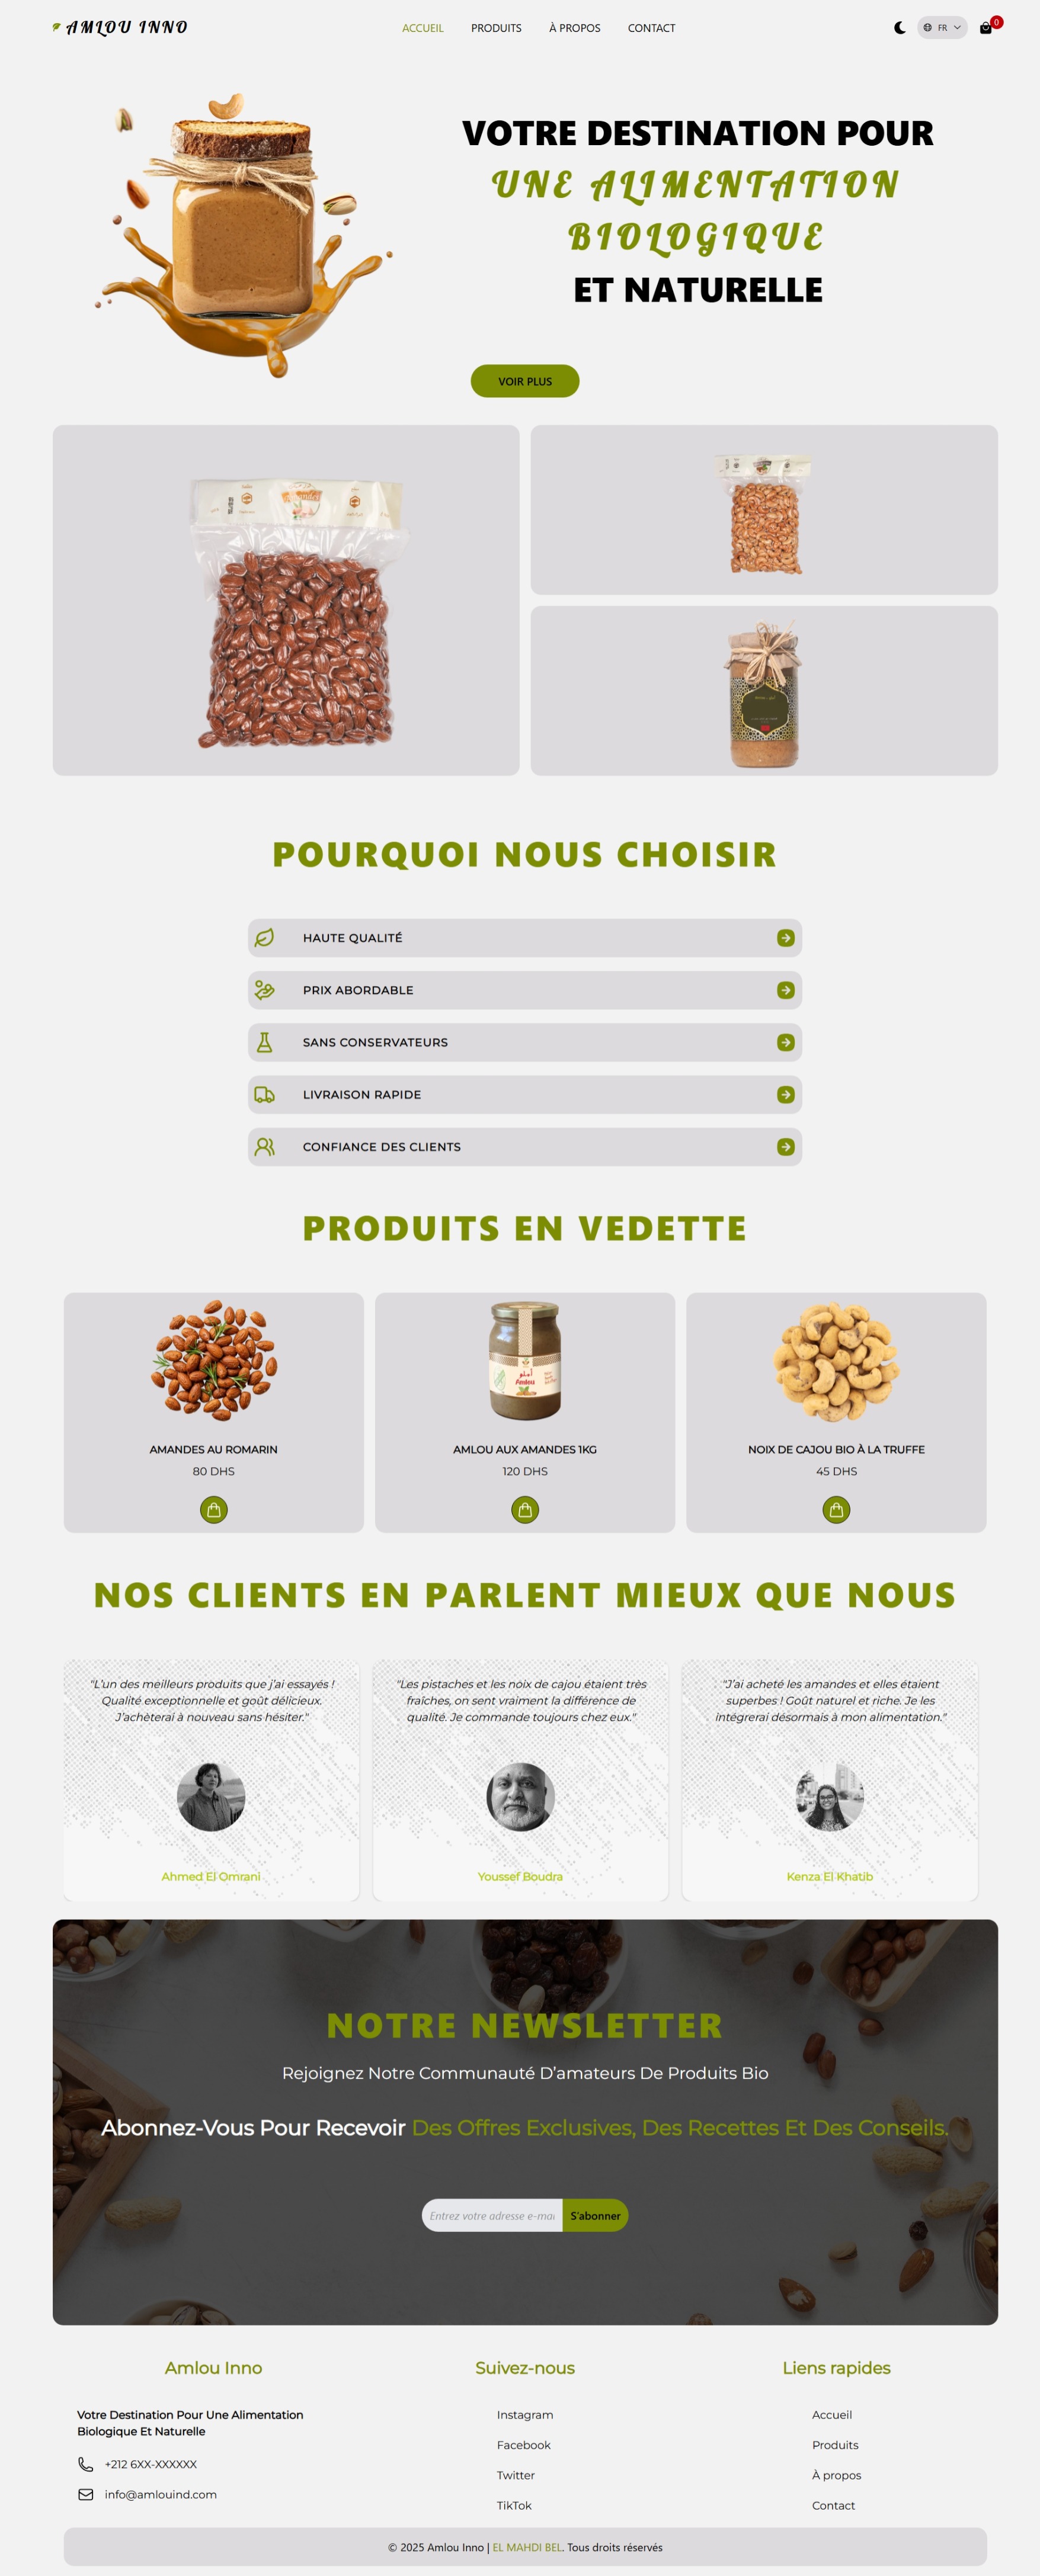 AMLOU INNO
ACCUEIL
PRODUITS
À PROPOS
CONTACT
FR
0
VOTRE DESTINATION POUR
UNE ALIMENTATION
BIOLOGIQUE
ET NATURELLE
VOIR PLUS
POURQUOI NOUS CHOISIR
HAUTE QUALITÉ
PRIX ABORDABLE
SANS CONSERVATEURS
LIVRAISON RAPIDE
CONFIANCE DES CLIENTS
PRODUITS EN VEDETTE
أملو
Amlou
AMANDES AU ROMARIN
80 DHS
AMLOU AUX AMANDES 1KG
120 DHS
NOIX DE CAJOU BIO À LA TRUFFE
45 DHS
NOS CLIENTS EN PARLENT MIEUX QUE NOUS
"L'un des meilleurs produits que j'ai essayés !
Qualité exceptionnelle et goût délicieux.
J'achèterai à nouveau sans hésiter."
Ahmed El Omrani
"Les pistaches et les noix de cajou étaient très
fraîches, on sent vraiment la différence de
qualité. Je commande toujours chez eux."
Youssef Boudra
"J'ai acheté les amandes et elles étaient
superbes ! Goût naturel et riche. Je les
intégrerai désormais à mon alimentation."
Kenza El Khatib
NOTRE NEWSLETTER
Rejoignez Notre Communauté D'amateurs De Produits Bio
Abonnez-Vous Pour Recevoir Des Offres Exclusives, Des Recettes Et Des Conseils.
Entrez votre adresse e-mai
S'abonner
Amlou Inno
Votre Destination Pour Une Alimentation
Biologique Et Naturelle
+212 6XX-XXXXXX
info@amlouind.com
Suivez-nous
Instagram
Facebook
Twitter
TikTok
Liens rapides
Accueil
Produits
À propos
Contact
© 2025 Amlou Inno | EL MAHDI BEL. Tous droits réservés